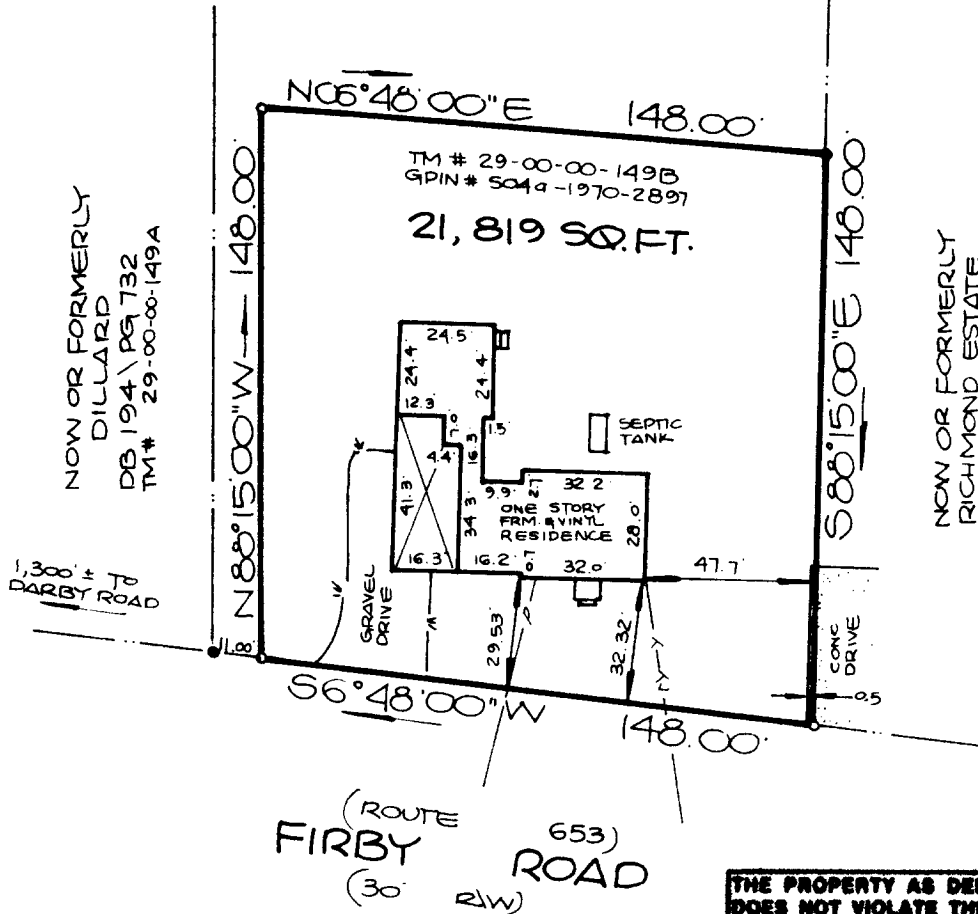 N06°48'00"E 148.00'
TM # 29-00-00-149B
GPIN # 5049-1970-2897
21,819 SQ.FT.
N88°15'00"W 148.00'
S88°15'00"E 148.00'
NOW OR FORMERLY
DILLARD
DB 194\PG 732
TM# 29-00-00-149A
NOW OR FORMERLY
RICHMOND ESTATE
24.5'
24.4'
24.4'
12.3'
7.0'
1.5'
4.4'
16.3'
SEPTIC
TANK
9.9'
2.7'
32.2'
41.3'
34.3'
ONE STORY
FRM. & VINYL
RESIDENCE
28.0'
16.3'
16.2'
0.7'
32.0'
47.7'
1,300' ± TO
DARBY ROAD
GRAVEL
DRIVE
W
29.53'
P
32.32'
T
Y
CONC
DRIVE
0.5'
S6°48'00"W
148.00'
(ROUTE 653)
FIRBY ROAD
(30' R/W)
THE PROPERTY AS
DOES NOT VIOLATE